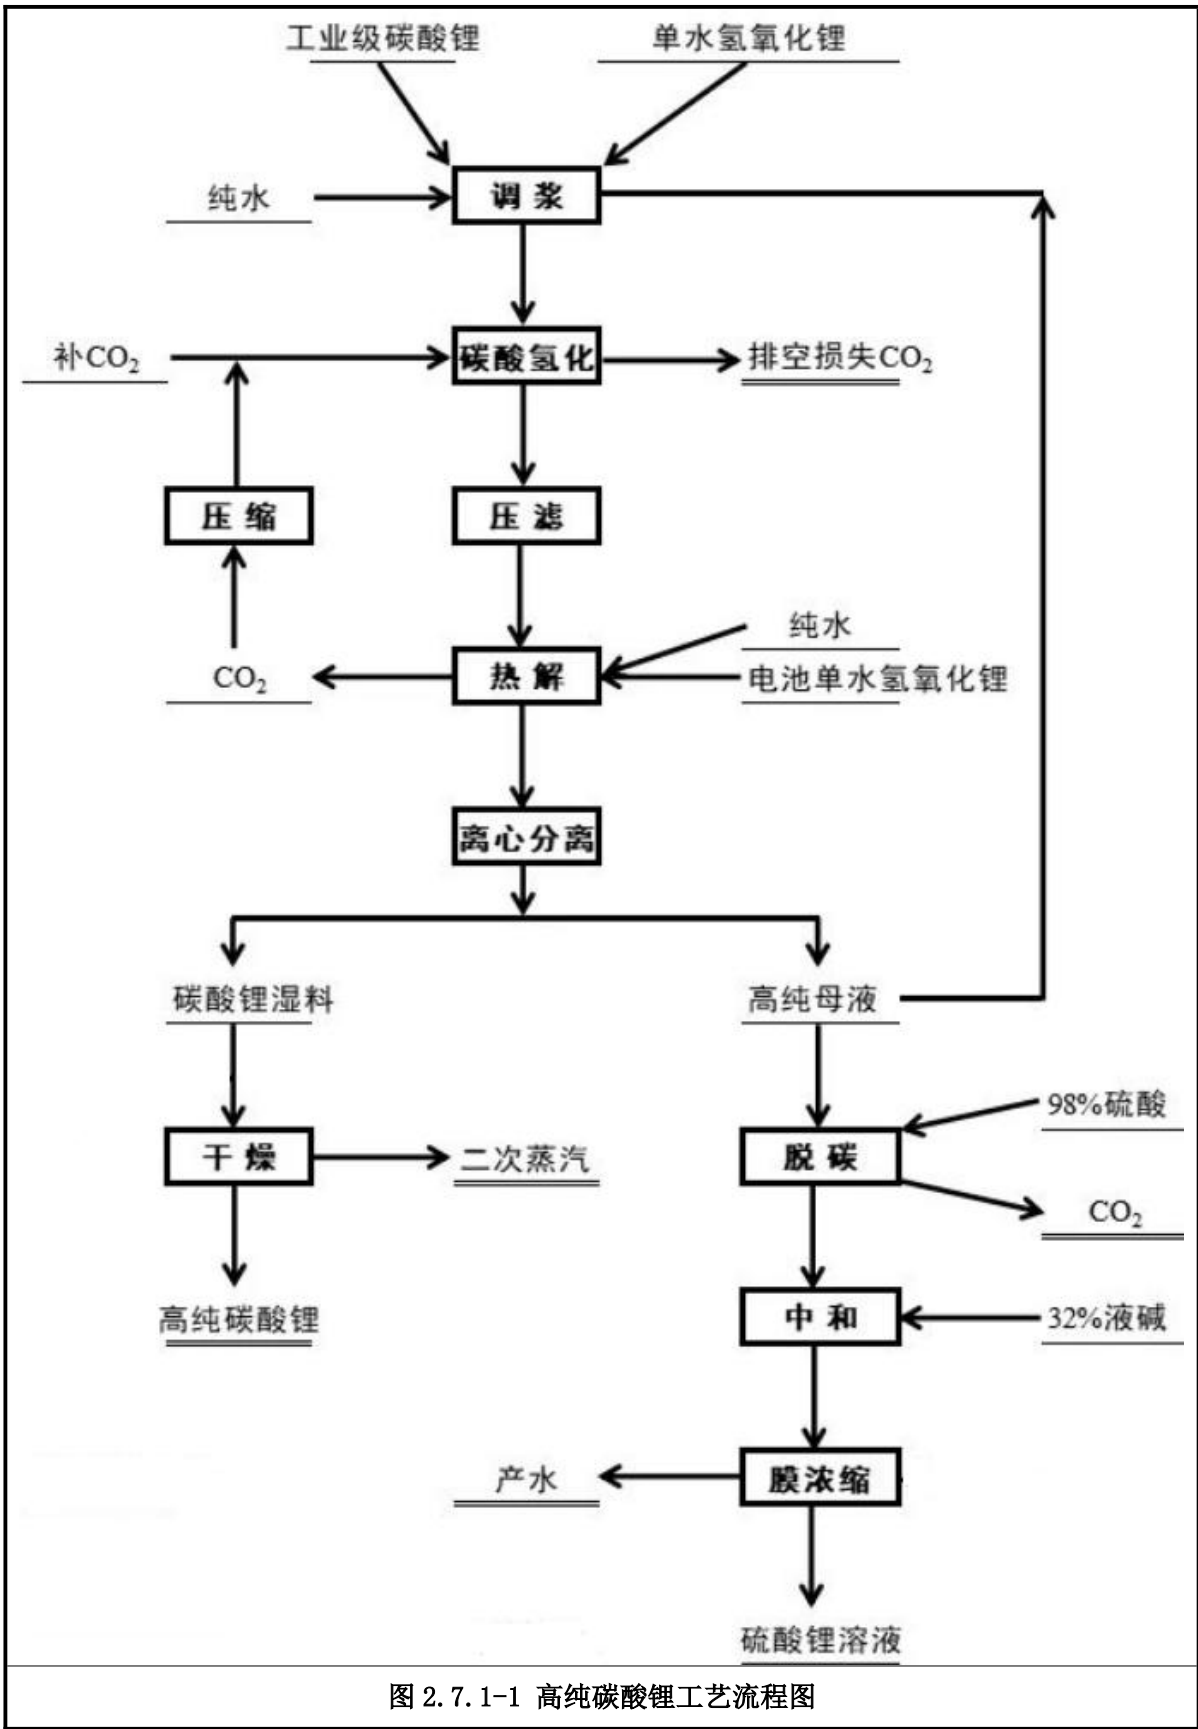 工业级碳酸锂
单水氢氧化锂
纯水
调浆
补CO₂
碳酸氢化
排空损失CO₂
压缩
压滤
纯水
CO₂
热解
电池单水氢氧化锂
离心分离
碳酸锂湿料
高纯母液
98%硫酸
干燥
二次蒸汽
脱碳
CO₂
高纯碳酸锂
中和
32%液碱
产水
膜浓缩
硫酸锂溶液
图 2.7.1-1 高纯碳酸锂工艺流程图